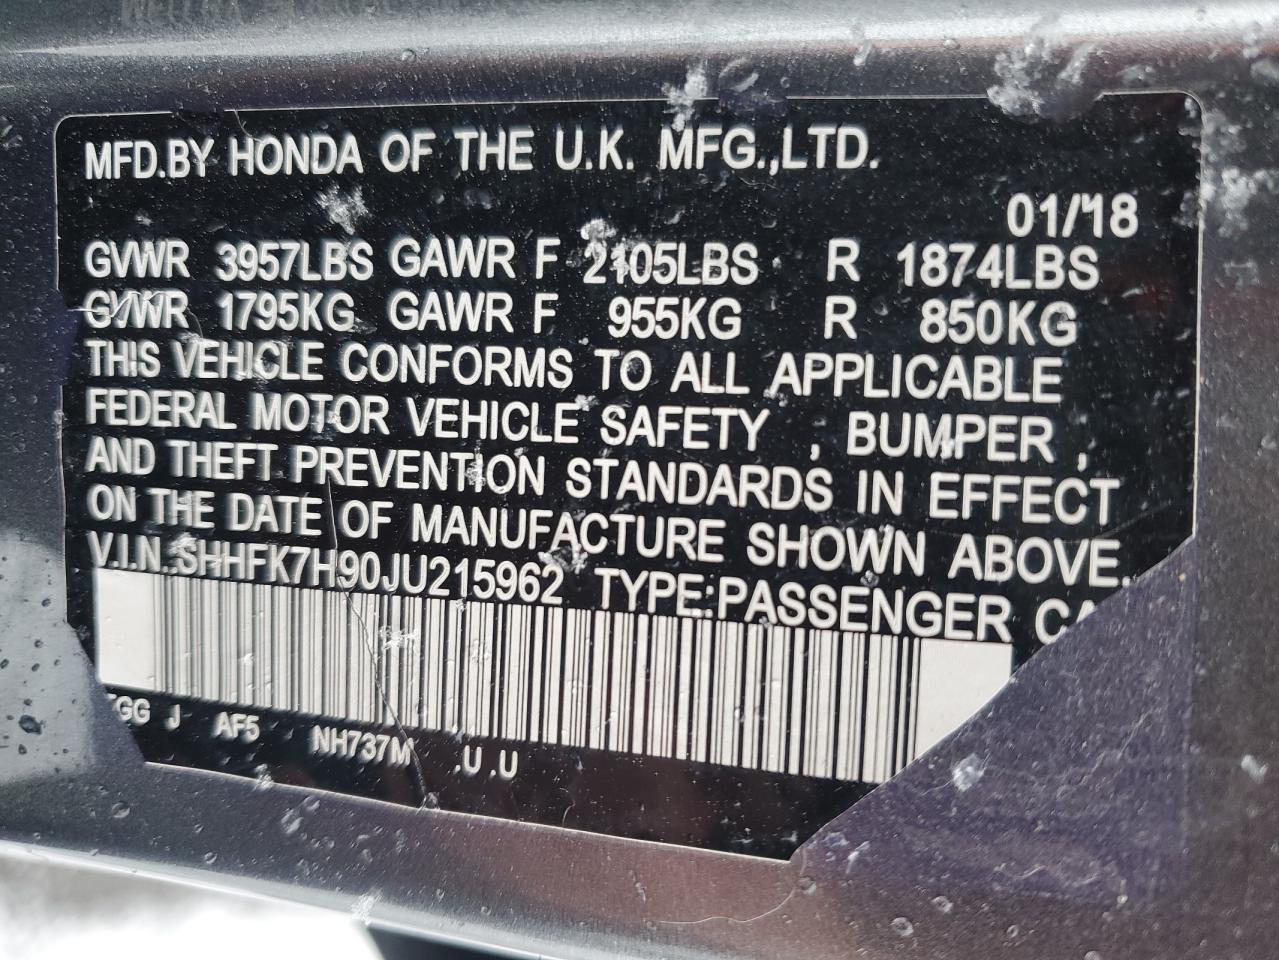 MFD.BY HONDA OF THE U.K. MFG.,LTD.
01/'18
GVWR 3957LBS GAWR F 2105LBS R 1874LBS
GVWR 1795KG GAWR F 955KG R 850KG
THIS VEHICLE CONFORMS TO ALL APPLICABLE
FEDERAL MOTOR VEHICLE SAFETY , BUMPER ,
AND THEFT PREVENTION STANDARDS IN EFFECT
ON THE DATE OF MANUFACTURE SHOWN ABOVE.
V.I.N.:SHHFK7H90JU215962 TYPE:PASSENGER CA
GG J AF5 NH737M .U .U